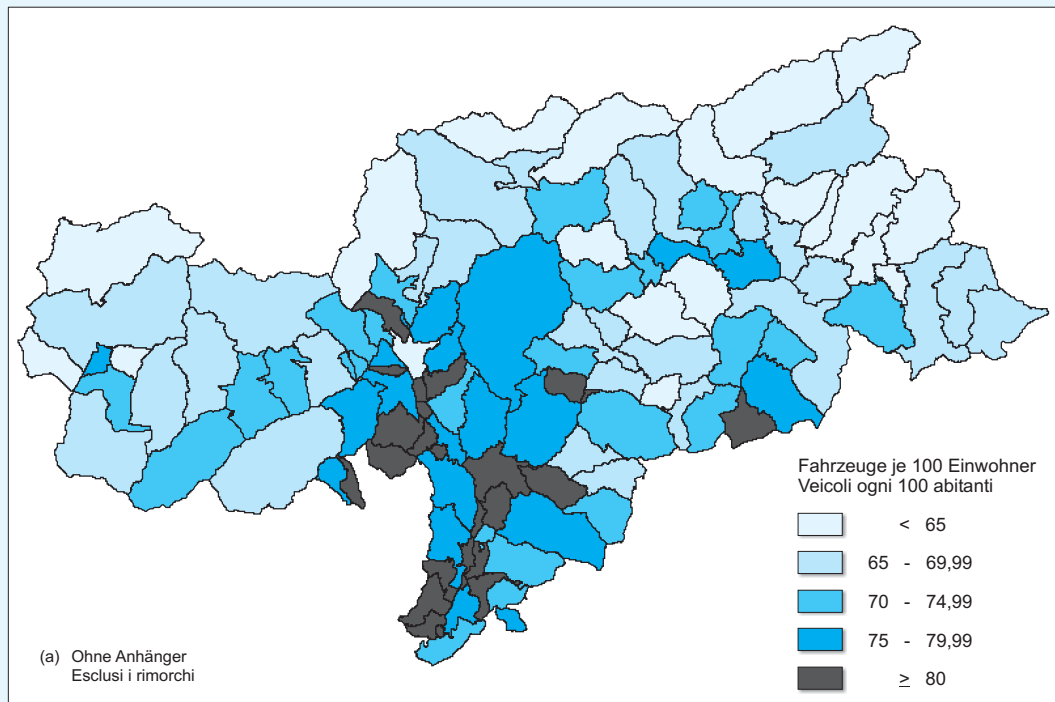 Fahrzeuge je 100 Einwohner
Veicoli ogni 100 abitanti
< 65
65 - 69,99
70 - 74,99
75 - 79,99
≥ 80
(a) Ohne Anhänger
Esclusi i rimorchi